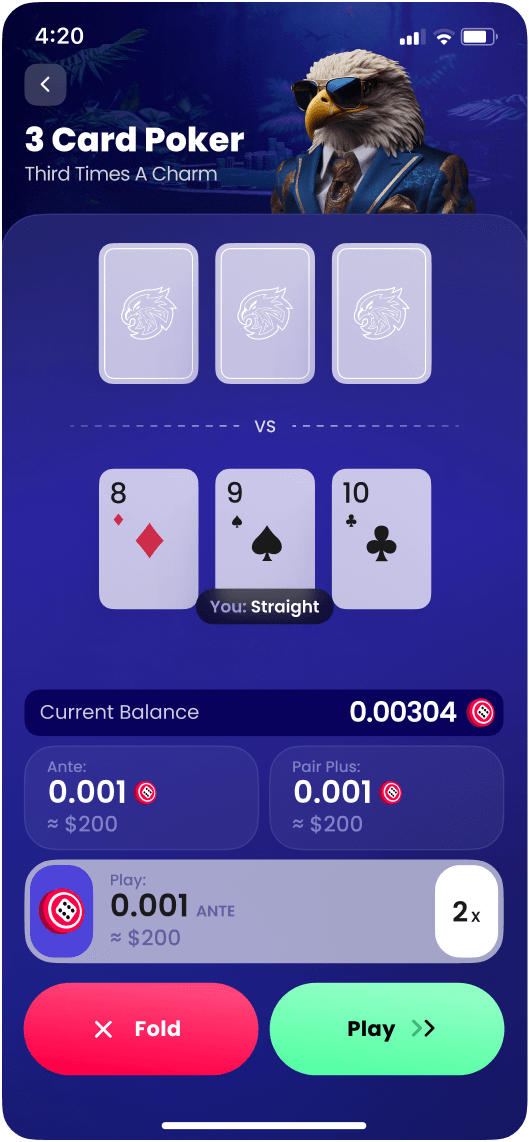 4:20
3 Card Poker
Third Times A Charm
VS
8
9
10
You: Straight
Current Balance 0.00304
Ante:
0.001
≈ $200
Pair Plus:
0.001
≈ $200
Play:
0.001 ANTE
≈ $200
2x
Fold
Play